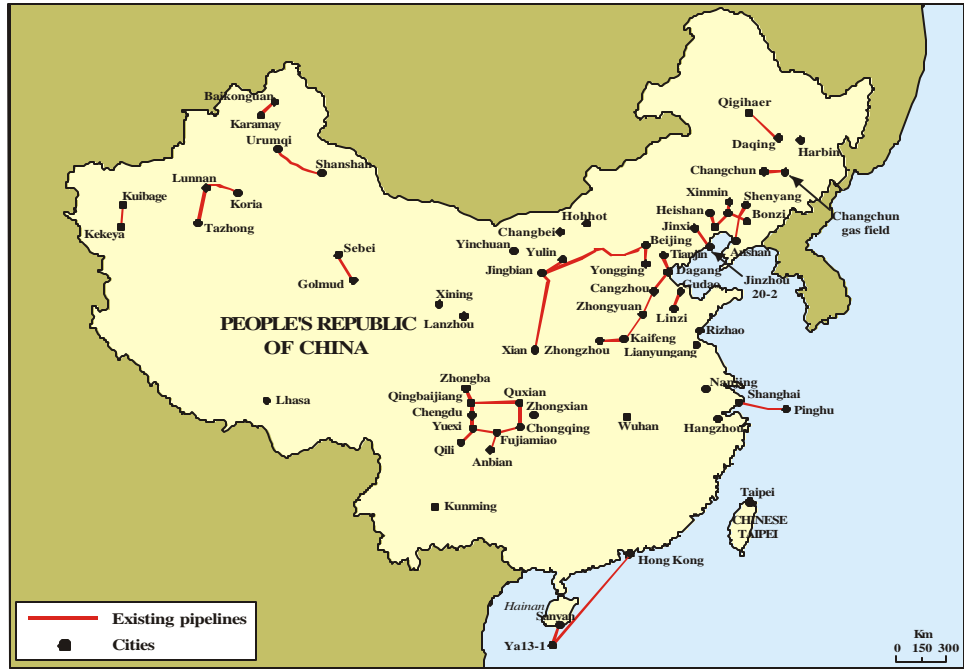 Baikonguan
Karamay
Urumqi
Shanshan
Lunnan
Koria
Kuibage
Kekeya
Tazhong
Sebei
Golmud
Qigihaer
Daqing
Harbin
Changchun
Changchun
gas field
Xinmin
Shenyang
Heishan
Bonzi
Jinxi
Anshan
Jinzhou
20-2
Hohhot
Changbei
Yinchuan
Yulin
Jingbian
Beijing
Tianjin
Yongging
Dagang
Cangzhou
Gudao
Zhongyuan
Linzi
Xining
Lanzhou
Rizhao
Kaifeng
Xian
Zhongzhou
Lianyungang
PEOPLE'S REPUBLIC
OF CHINA
Zhongba
Qingbaijiang
Quxian
Chengdu
Zhongxian
Yuexi
Chongqing
Qili
Fujiamiao
Anbian
Lhasa
Wuhan
Nanjing
Shanghai
Pinghu
Hangzhou
Kunming
Taipei
CHINESE
TAIPEI
Hong Kong
Hainan
Sanyan
Ya13-1
Existing pipelines
Cities
Km
0 150 300